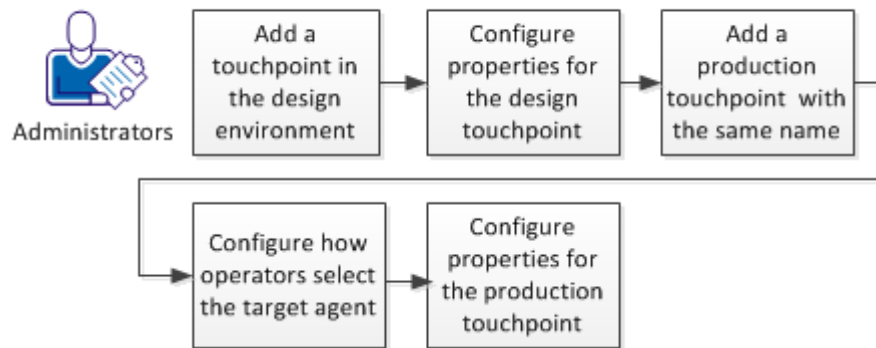 Administrators
Add a
touchpoint in
the design
environment
Configure
properties for
the design
touchpoint
Add a
production
touchpoint with
the same name
Configure how
operators select
the target agent
Configure
properties for
the production
touchpoint